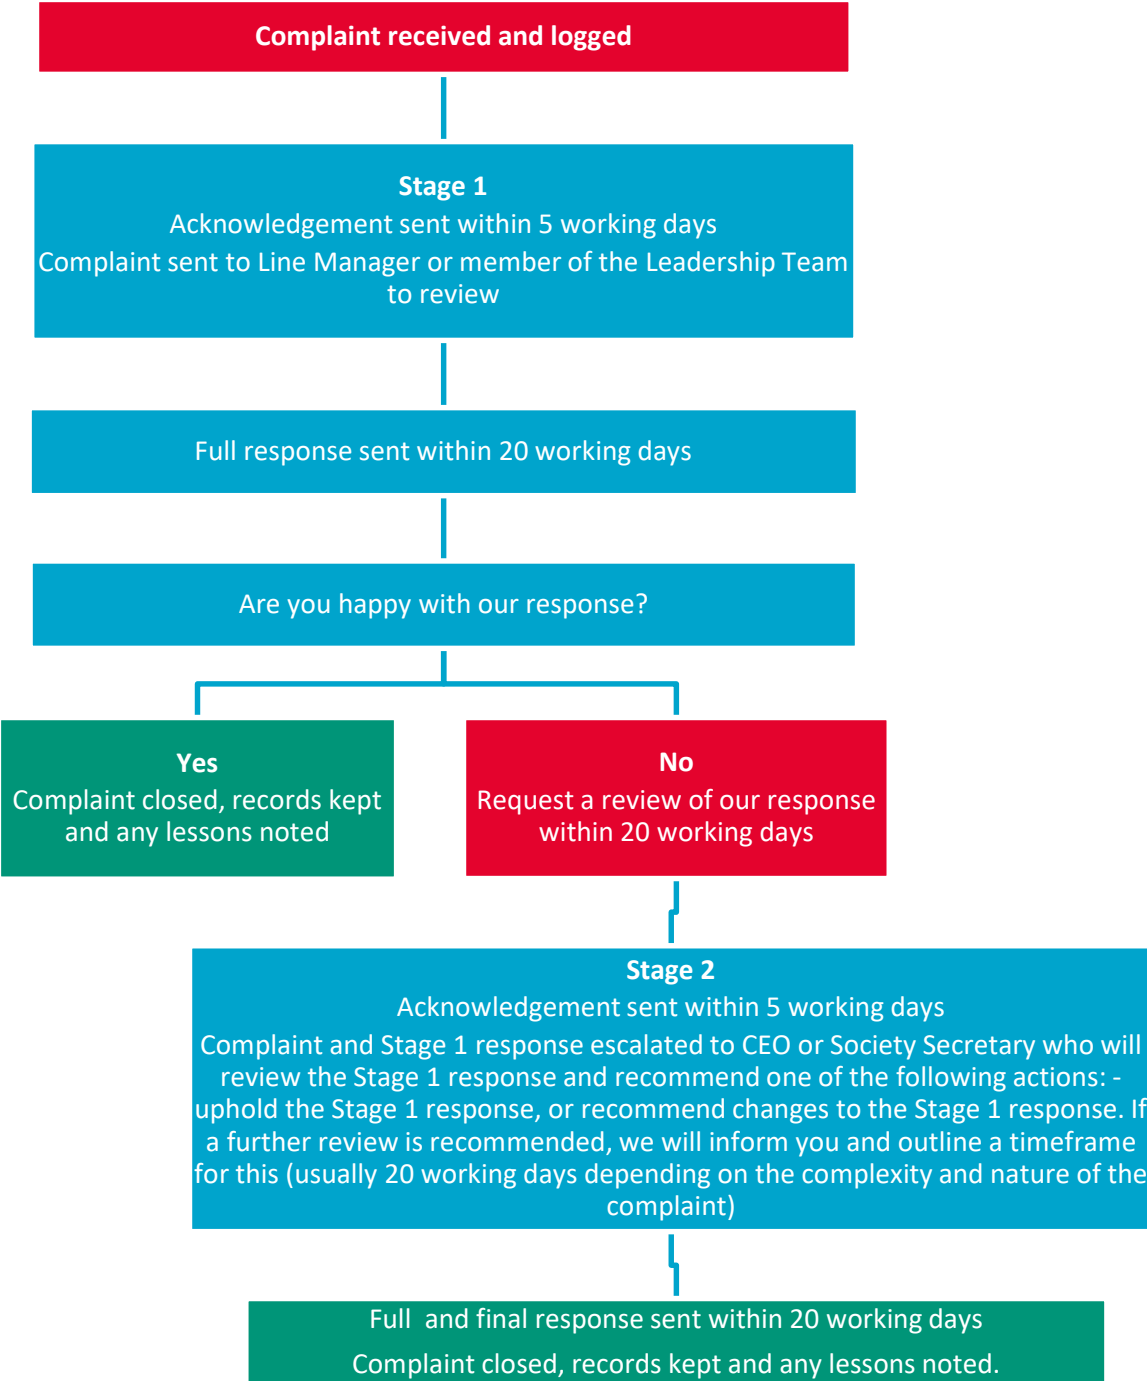 Complaint received and logged
Stage 1
Acknowledgement sent within 5 working days
Complaint sent to Line Manager or member of the Leadership Team
to review
Full response sent within 20 working days
Are you happy with our response?
Yes
Complaint closed, records kept
and any lessons noted
No
Request a review of our response
within 20 working days
Stage 2
Acknowledgement sent within 5 working days
Complaint and Stage 1 response escalated to CEO or Society Secretary who will
review the Stage 1 response and recommend one of the following actions: -
uphold the Stage 1 response, or recommend changes to the Stage 1 response. If
a further review is recommended, we will inform you and outline a timeframe
for this (usually 20 working days depending on the complexity and nature of the
complaint)
Full  and final response sent within 20 working days
Complaint closed, records kept and any lessons noted.